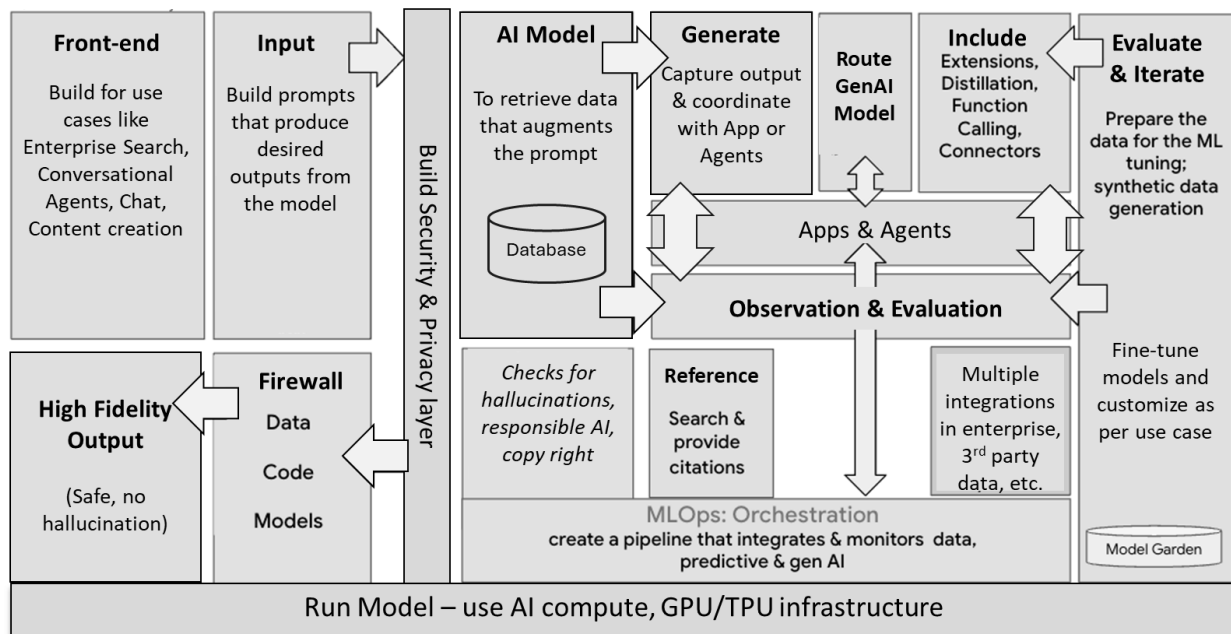 Front-end
Build for use
cases like
Enterprise Search,
Conversational
Agents, Chat,
Content creation
Input
Build prompts
that produce
desired
outputs from
the model
Build Security & Privacy layer
AI Model
To retrieve data
that augments
the prompt
Database
Generate
Capture output
& coordinate
with App or
Agents
Route
GenAI
Model
Include
Extensions,
Distillation,
Function
Calling,
Connectors
Evaluate
& Iterate
Prepare the
data for the ML
tuning;
synthetic data
generation
Apps & Agents
Observation & Evaluation
High Fidelity
Output
(Safe, no
hallucination)
Firewall
Data
Code
Models
Checks for
hallucinations,
responsible AI,
copy right
Reference
Search &
provide
citations
Multiple
integrations
in enterprise,
3rd party
data, etc.
Fine-tune
models and
customize as
per use case
Model Garden
MLOps: Orchestration
create a pipeline that integrates & monitors data,
predictive & gen AI
Run Model – use AI compute, GPU/TPU infrastructure